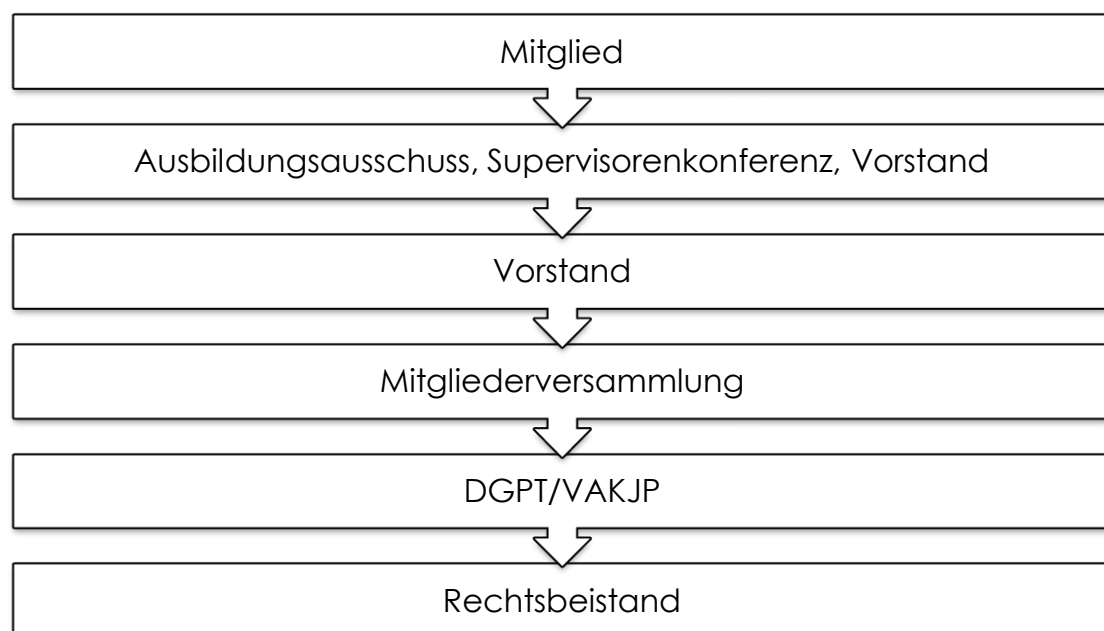 Mitglied
Ausbildungsausschuss, Supervisorenkonferenz, Vorstand
Vorstand
Mitgliederversammlung
DGPT/VAKJP
Rechtsbeistand